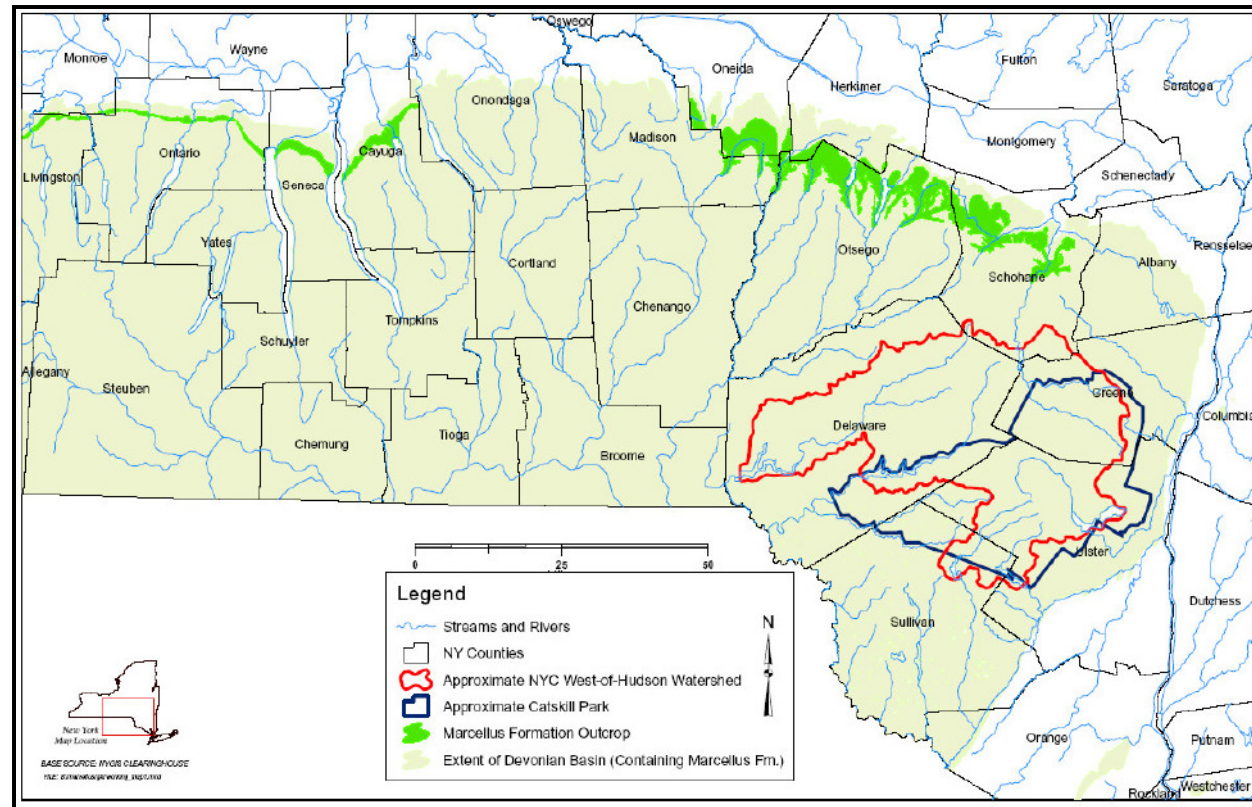 Oswego
Wayne
Monroe
Oneida
Fulton
Herkimer
Saratoga
Onondaga
Madison
Montgomery
Ontario
Cayuga
Schenectady
Livingston
Seneca
Yates
Otsego
Rensselae
Albany
Cortland
Schoharie
Chenango
Tompkins
Schuyler
Allegany
Steuben
Greene
Columbia
Delaware
Chemung
Tioga
Broome
Ulster
0 25 50
Dutchess
Sullivan
Legend
Streams and Rivers
NY Counties
Approximate NYC West-of-Hudson Watershed
Approximate Catskill Park
Marcellus Formation Outcrop
Extent of Devonian Basin (Containing Marcellus Fm.)
N
New York
Map Location
BASE SOURCE: NYGIS CLEARINGHOUSE
Orange
Putnam
Rockland
Westchester